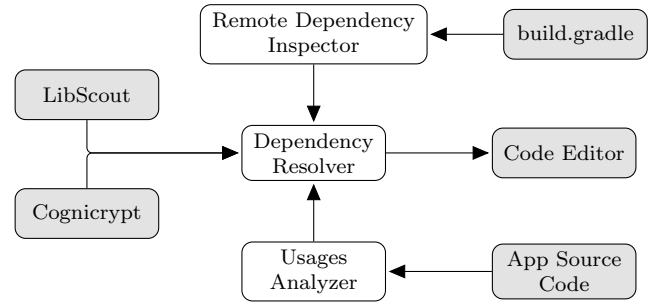 Remote Dependency
Inspector
build.gradle
LibScout
Dependency
Resolver
Code Editor
Cognicrypt
Usages
Analyzer
App Source
Code